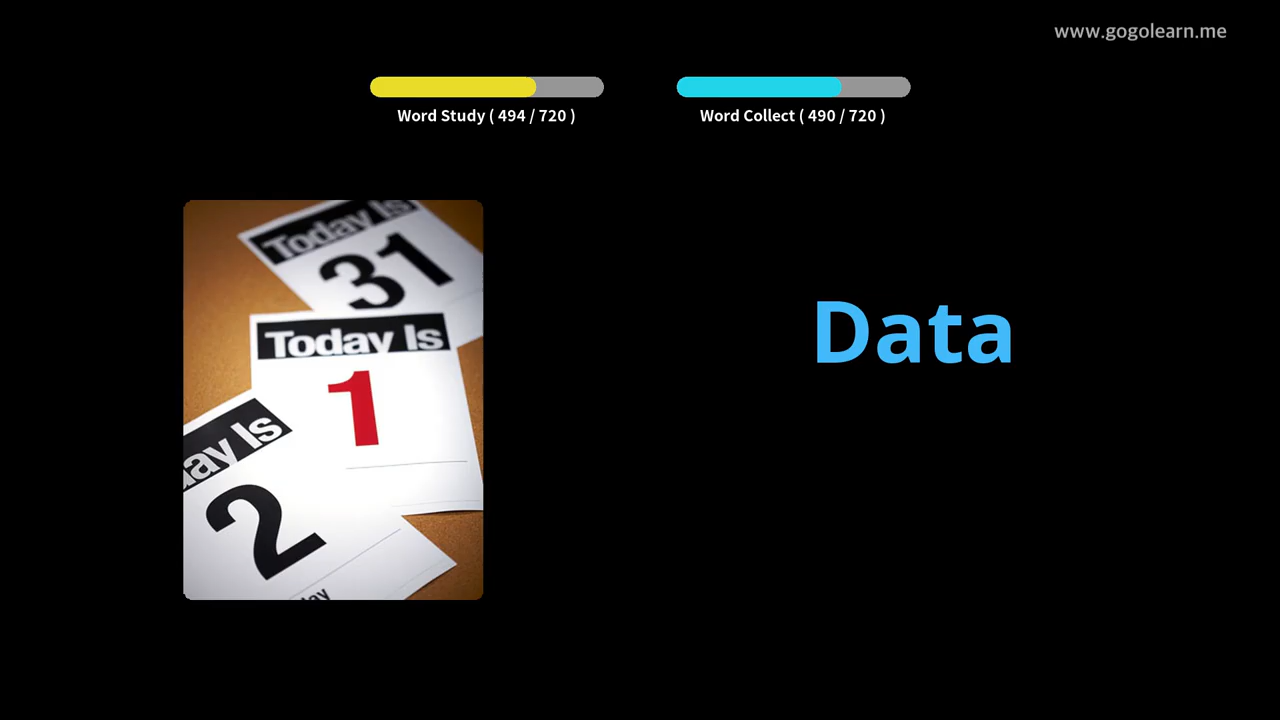 www.gogolearn.me
Word Study ( 494 / 720 )
Word Collect ( 490 / 720 )
Today Is
31
Today Is
1
ay Is
2
ay
Data